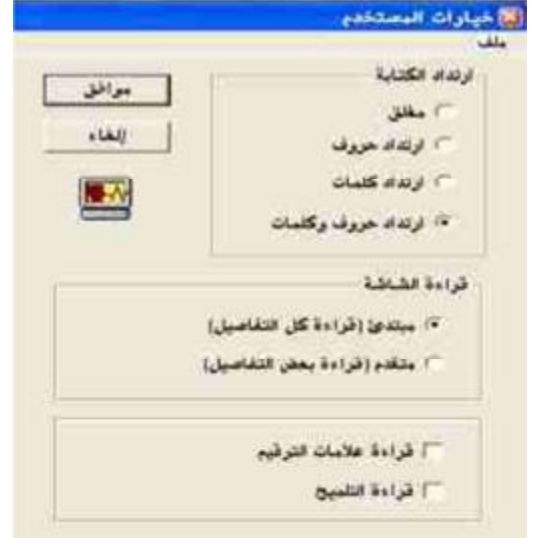 خيارات المستخدم
ملف
ارتداد الكتابة
مغلق
ارتداد حروف
ارتداد كلمات
ارتداد حروف وكلمات
موافق
إلغاء
قراءة الشاشة
مبتدئ (قراءة كل التفاصيل)
متقدم (قراءة بعض التفاصيل)
قراءة علامات الترقيم
قراءة التلميح